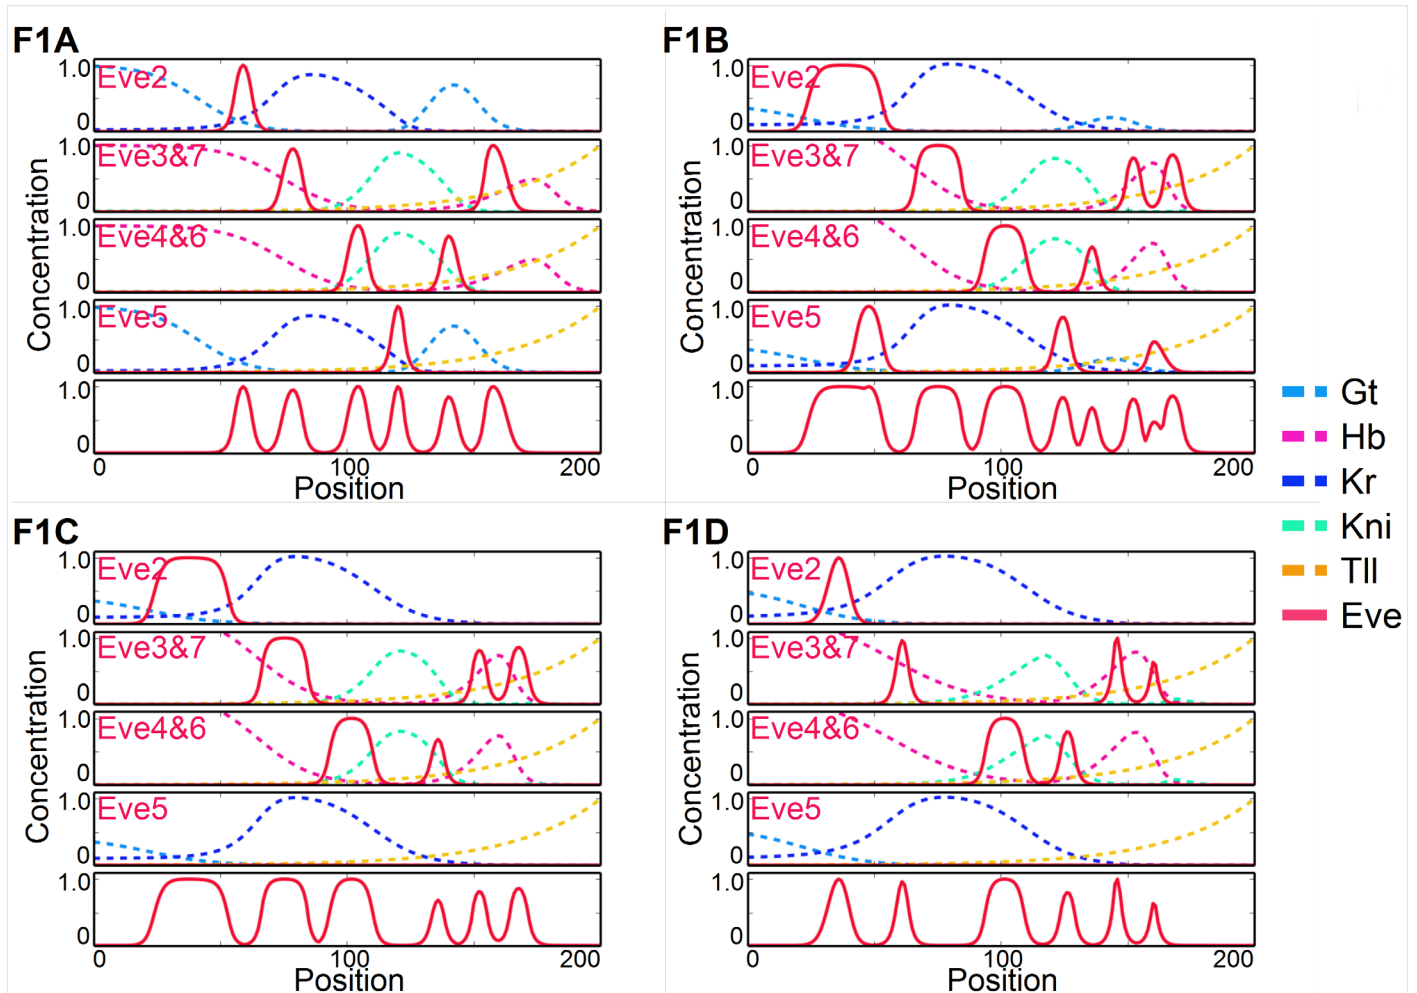 F1A
Concentration
1.0
Eve2
0
1.0
Eve3&7
0
1.0
Eve4&6
0
1.0
Eve5
0
1.0
0
0
100
200
Position
F1B
Concentration
1.0
Eve2
0
1.0
Eve3&7
0
1.0
Eve4&6
0
1.0
Eve5
0
1.0
0
0
100
200
Position
F1C
Concentration
1.0
Eve2
0
1.0
Eve3&7
0
1.0
Eve4&6
0
1.0
Eve5
0
1.0
0
0
100
200
Position
F1D
Concentration
1.0
Eve2
0
1.0
Eve3&7
0
1.0
Eve4&6
0
1.0
Eve5
0
1.0
0
0
100
200
Position
Gt
Hb
Kr
Kni
Tll
Eve